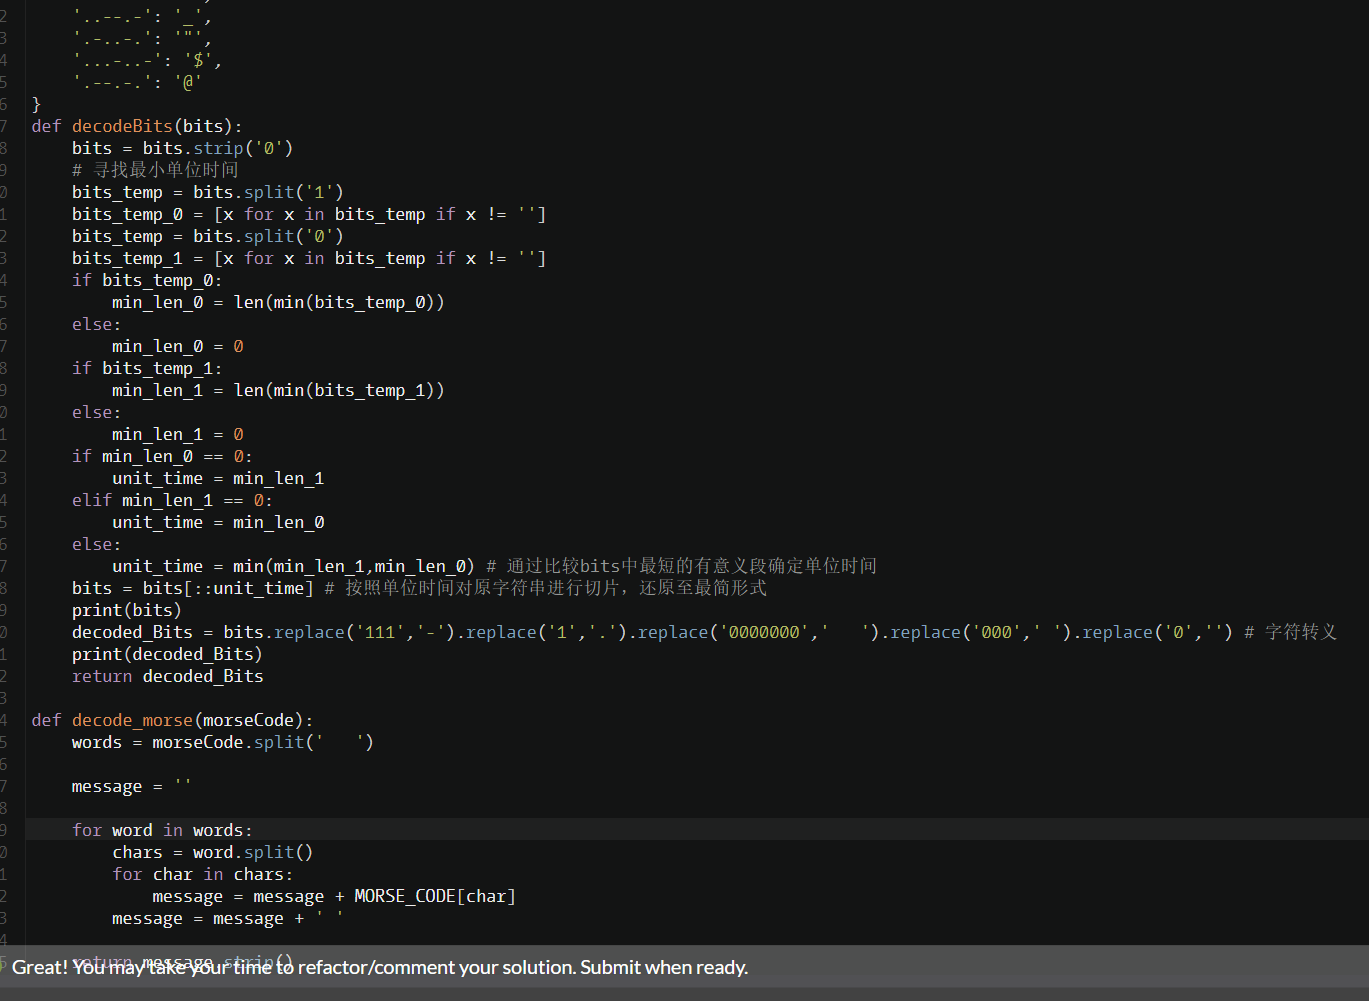 2 '..--.-': '_',
3 '.-..-.': '"',
4 '...-..-': '$',
5 '.--.-.': '@'
6 }
7 def decodeBits(bits):
8 bits = bits.strip('0')
9 # 寻找最小单位时间
0 bits_temp = bits.split('1')
1 bits_temp_0 = [x for x in bits_temp if x != '']
2 bits_temp = bits.split('0')
3 bits_temp_1 = [x for x in bits_temp if x != '']
4 if bits_temp_0:
5 min_len_0 = len(min(bits_temp_0))
6 else:
7 min_len_0 = 0
8 if bits_temp_1:
9 min_len_1 = len(min(bits_temp_1))
0 else:
1 min_len_1 = 0
2 if min_len_0 == 0:
3 unit_time = min_len_1
4 elif min_len_1 == 0:
5 unit_time = min_len_0
6 else:
7 unit_time = min(min_len_1,min_len_0) # 通过比较bits中最短的有意义段确定单位时间
8 bits = bits[::unit_time] # 按照单位时间对原字符串进行切片，还原至最简形式
9 print(bits)
0 decoded_Bits = bits.replace('111','-').replace('1','.').replace('0000000','   ').replace('000',' ').replace('0','') # 字符转义
1 print(decoded_Bits)
2 return decoded_Bits
3
4 def decode_morse(morseCode):
5 words = morseCode.split('   ')
6
7 message = ''
8
9 for word in words:
0 chars = word.split()
1 for char in chars:
2 message = message + MORSE_CODE[char]
3 message = message + ' '
4
5 return message.strip()
Great! You may take your time to refactor/comment your solution. Submit when ready.